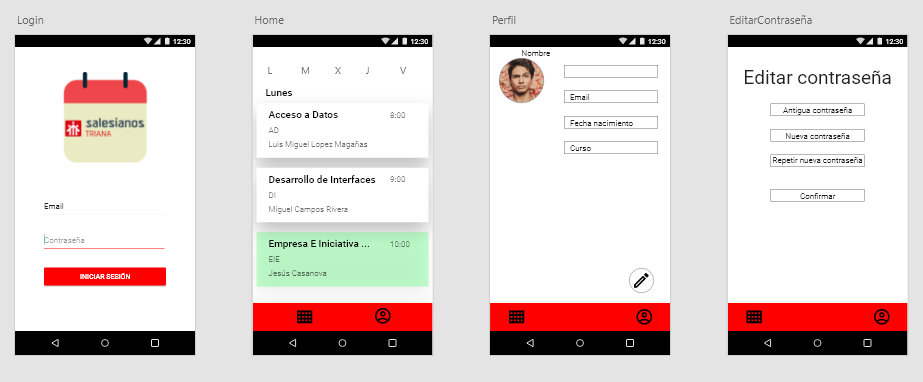 Login
12:30
salesianos
TRIANA
Email
Contraseña
INICIAR SESIÓN
Home
12:30
L M X J V
Lunes
Acceso a Datos 8:00
AD
Luis Miguel Lopez Magañas
Desarrollo de Interfaces 9:00
DI
Miguel Campos Rivera
Empresa E Iniciativa ... 10:00
EIE
Jesús Casanova
Perfil
12:30
Nombre
Email
Fecha nacimiento
Curso
EditarContraseña
12:30
Editar contraseña
Antigua contraseña
Nueva contraseña
Repetir nueva contraseña
Confirmar